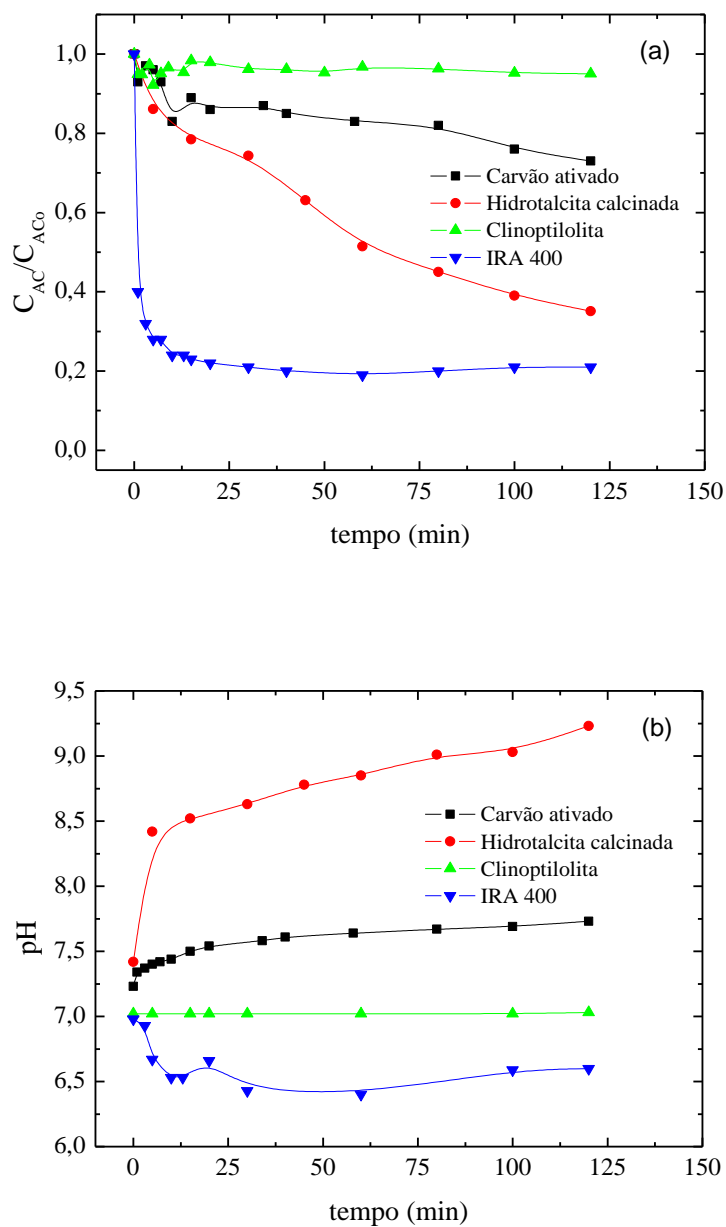 (a)
1,0
0,8
0,6
0,4
0,2
0,0
C_AC/C_ACo
Carvão ativado
Hidrotalcita calcinada
Clinoptilolita
IRA 400
0 25 50 75 100 125 150
tempo (min)
(b)
9,5
9,0
8,5
8,0
7,5
7,0
6,5
6,0
pH
Carvão ativado
Hidrotalcita calcinada
Clinoptilolita
IRA 400
0 25 50 75 100 125 150
tempo (min)